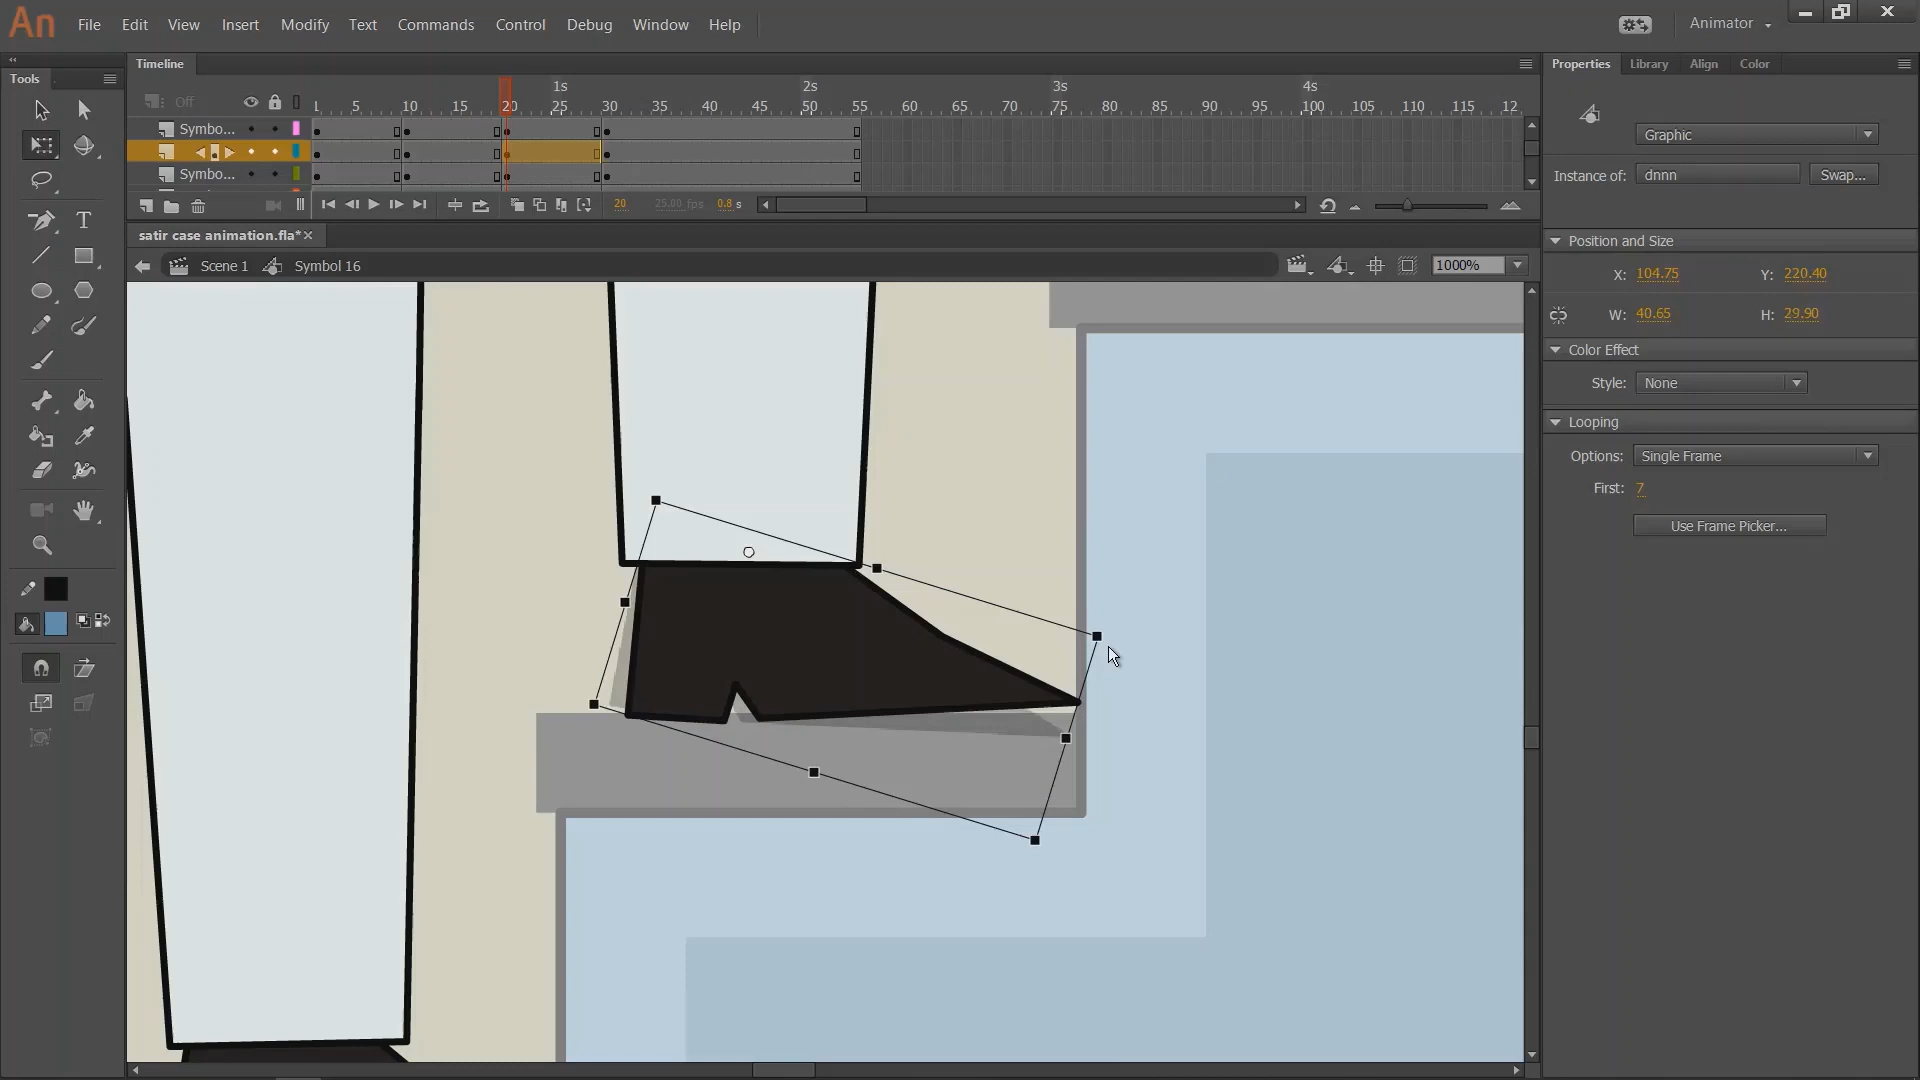 An File Edit View Insert Modify Text Commands Control Debug Window Help Animator
Tools
Timeline
Properties Library Align Color
1s 2s 3s 4s
Off 1 5 10 15 20 25 30 35 40 45 50 55 60 65 70 75 80 85 90 95 100 105 110 115 12
Symbo...
Symbo...
20 25.00 fps 0.8 s
satir case animation.fla*
Scene 1 Symbol 16 1000%
Graphic
Instance of: dnnn Swap...
Position and Size
X: 104.75 Y: 220.40
W: 40.65 H: 29.90
Color Effect
Style: None
Looping
Options: Single Frame
First: 7
Use Frame Picker...
T